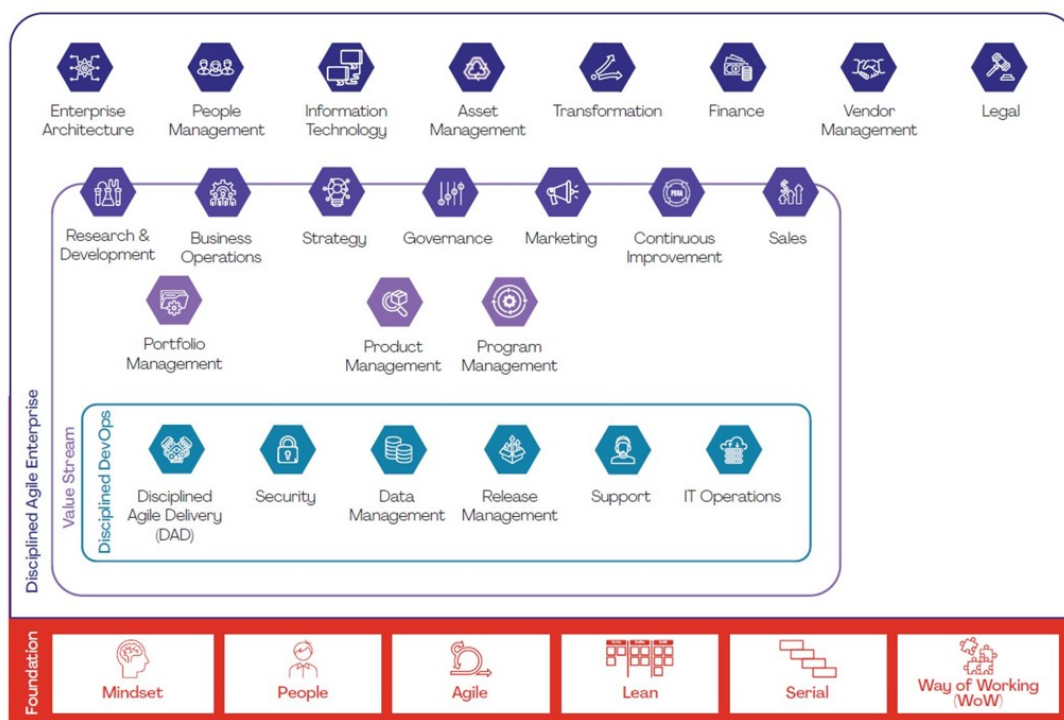 Enterprise
Architecture
People
Management
Information
Technology
Asset
Management
Transformation
Finance
Vendor
Management
Legal
Research &
Development
Business
Operations
Strategy
Governance
Marketing
Continuous
Improvement
Sales
Portfolio
Management
Product
Management
Program
Management
Disciplined
Agile Delivery
(DAD)
Security
Data
Management
Release
Management
Support
IT Operations
Disciplined Agile Enterprise
Value Stream
Disciplined DevOps
Foundation
Mindset
People
Agile
Lean
Serial
Way of Working
(WoW)